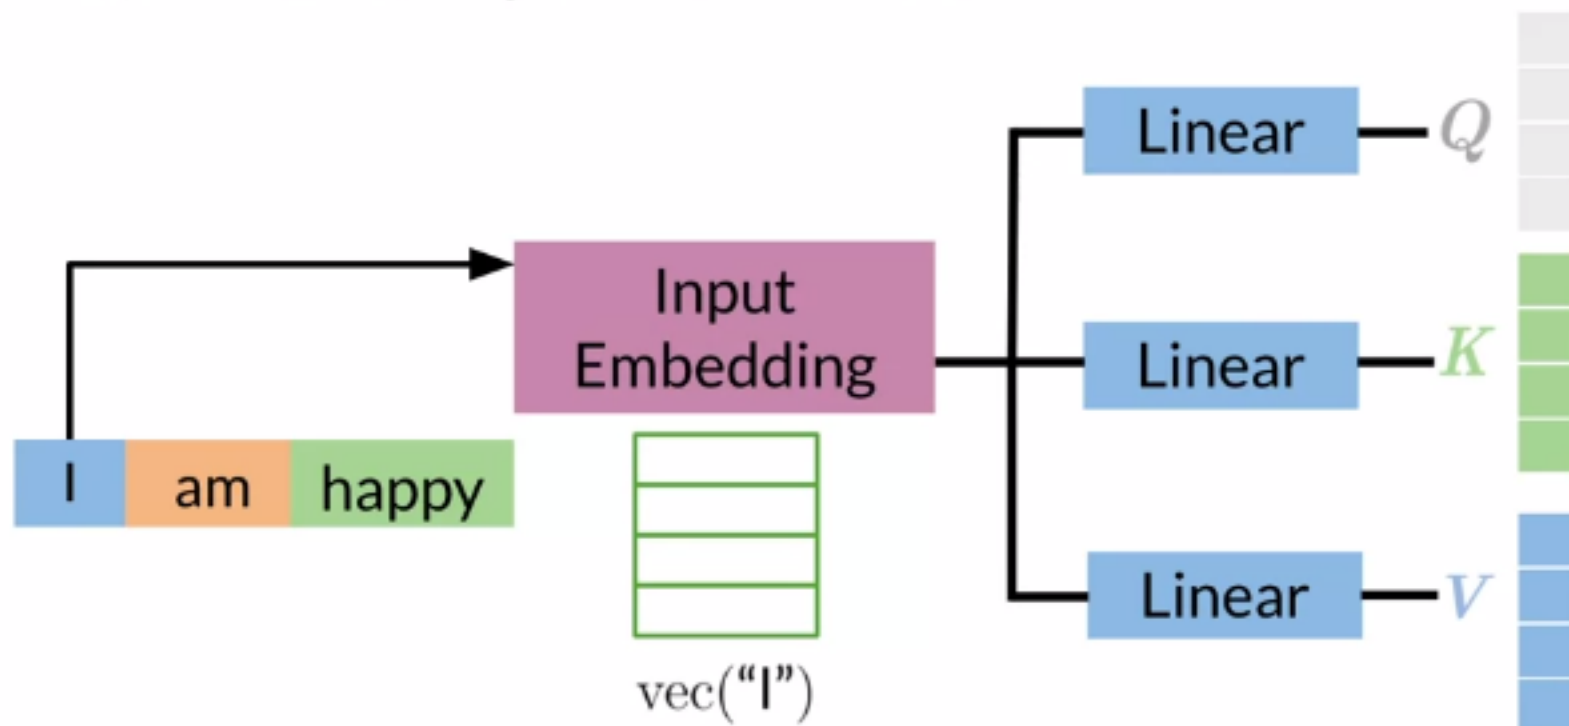 Linear
Q
Input
Embedding
Linear
K
I am happy
Linear
V
vec(“I”)